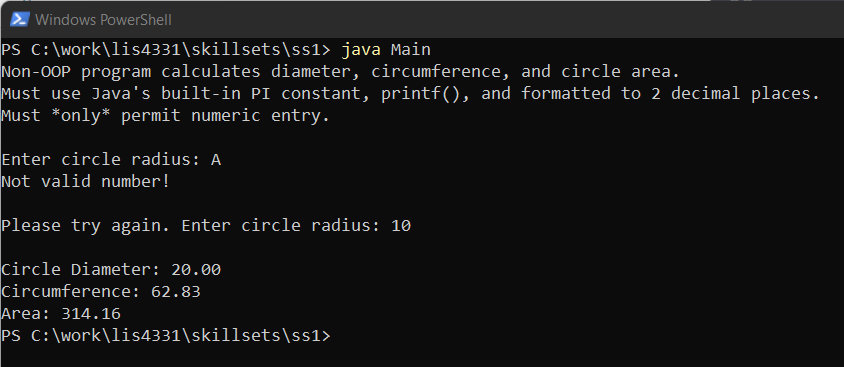 Windows PowerShell
PS C:\work\lis4331\skillsets\ss1> java Main
Non-OOP program calculates diameter, circumference, and circle area.
Must use Java's built-in PI constant, printf(), and formatted to 2 decimal places.
Must *only* permit numeric entry.
Enter circle radius: A
Not valid number!
Please try again. Enter circle radius: 10
Circle Diameter: 20.00
Circumference: 62.83
Area: 314.16
PS C:\work\lis4331\skillsets\ss1>